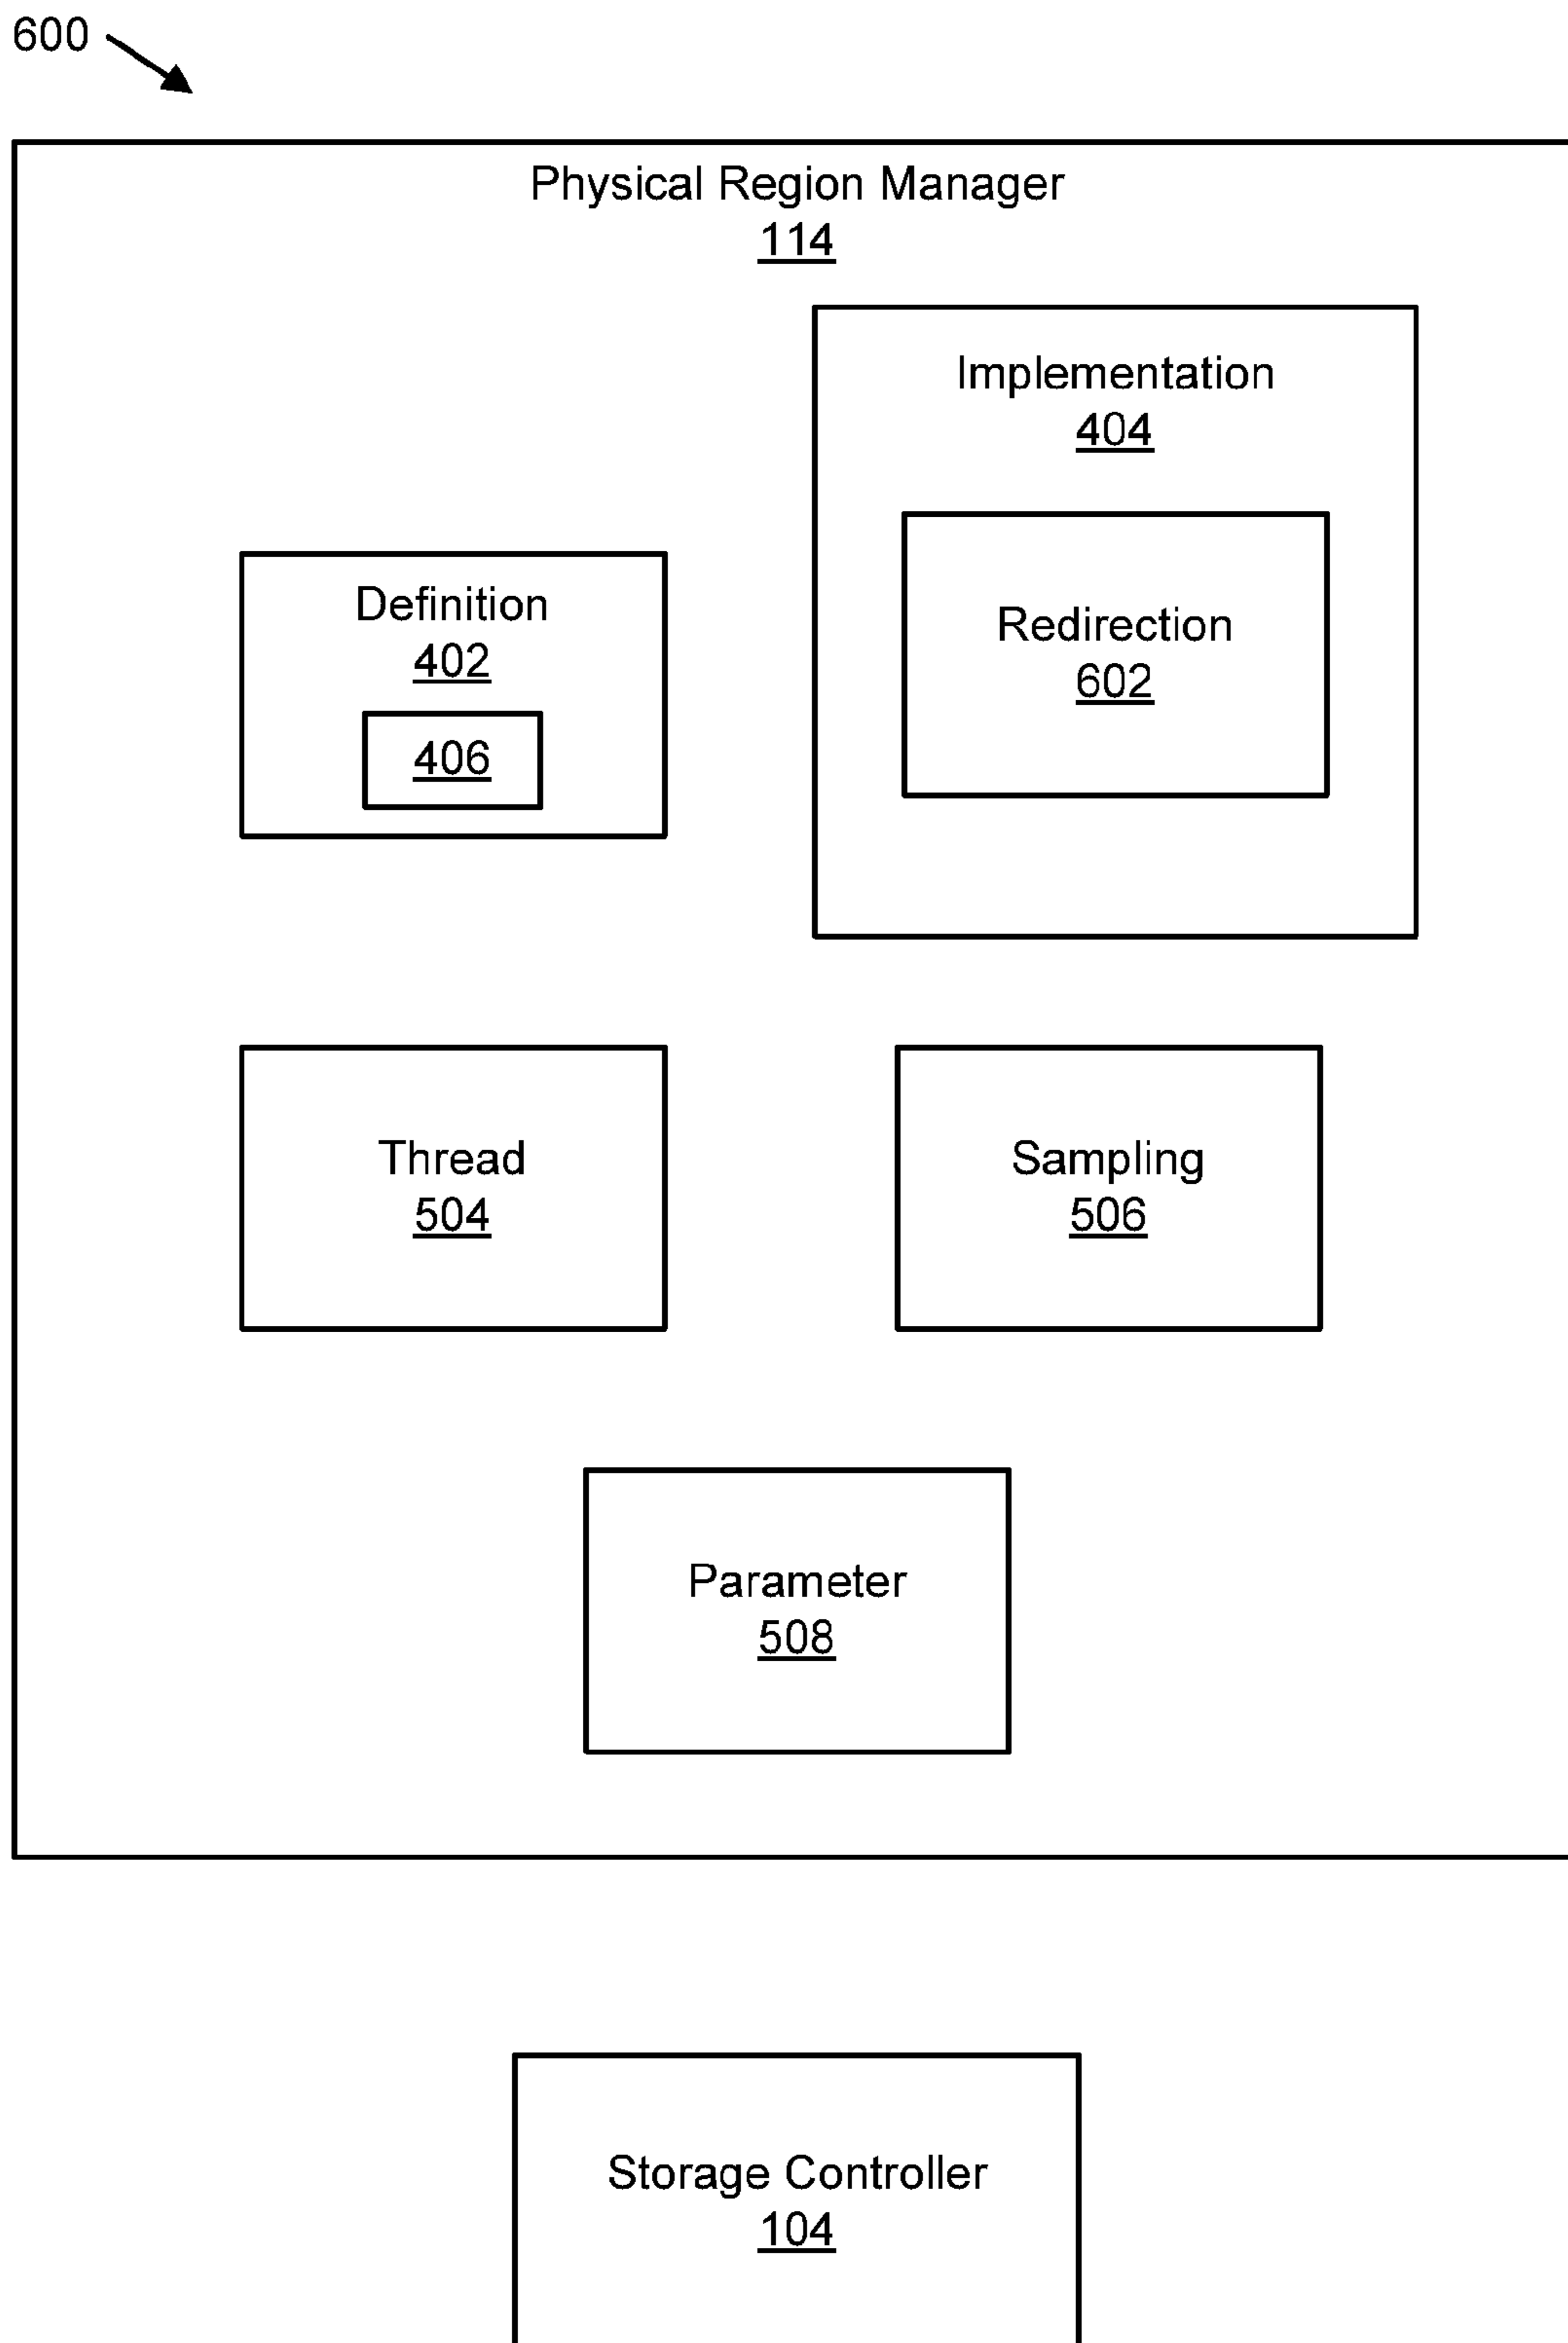 600
Physical Region Manager
114
Implementation
404
Redirection
602
Definition
402
406
Thread
504
Sampling
506
Parameter
508
Storage Controller
104